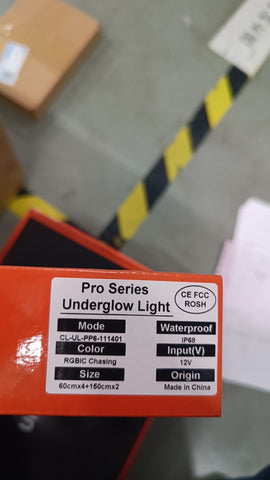 Pro Series
Underglow Light
CE FCC
ROSH
Mode
Waterproof
CL-UL-PP6-111401
IP68
Color
Input(V)
RGBIC Chasing
12V
Size
Origin
60cmx4+160cmx2
Made in China